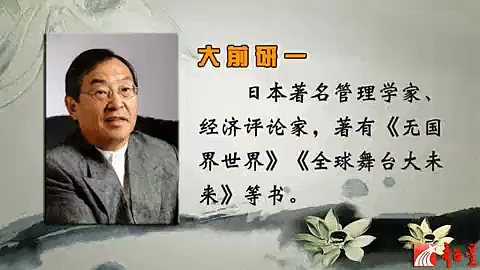 大前研一
日本著名管理学家、
经济评论家，著有《无国
界世界》《全球舞台大未
来》等书。